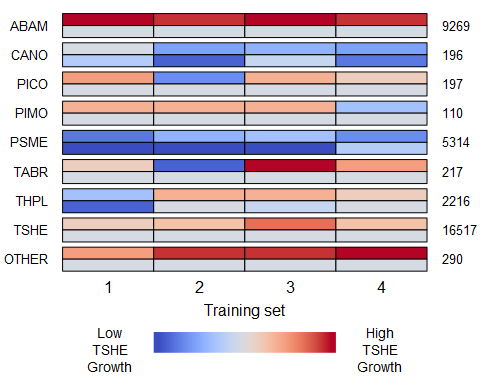 ABAM 9269
CANO 196
PICO 197
PIMO 110
PSME 5314
TABR 217
THPL 2216
TSHE 16517
OTHER 290
1 2 3 4
Training set
Low High
TSHE TSHE
Growth Growth